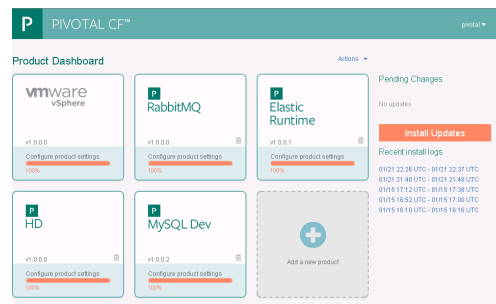 P PIVOTAL CF™
pivotal
Product Dashboard
Actions
vmware
vSphere
v1.0.0.0
Configure product settings
100%
P
RabbitMQ
v1.0.0.0
Configure product settings
100%
P
Elastic
Runtime
v1.0.0.1
Configure product settings
100%
P
HD
v1.0.0.0
Configure product settings
100%
P
MySQL Dev
v1.0.0.2
Configure product settings
100%
Add a new product
Pending Changes
No updates
Install Updates
Recent install logs
01/21 22:26 UTC - 01/21 22:37 UTC
01/21 21:40 UTC - 01/21 21:48 UTC
01/15 17:12 UTC - 01/15 17:38 UTC
01/15 16:52 UTC - 01/15 17:00 UTC
01/15 16:10 UTC - 01/15 16:16 UTC